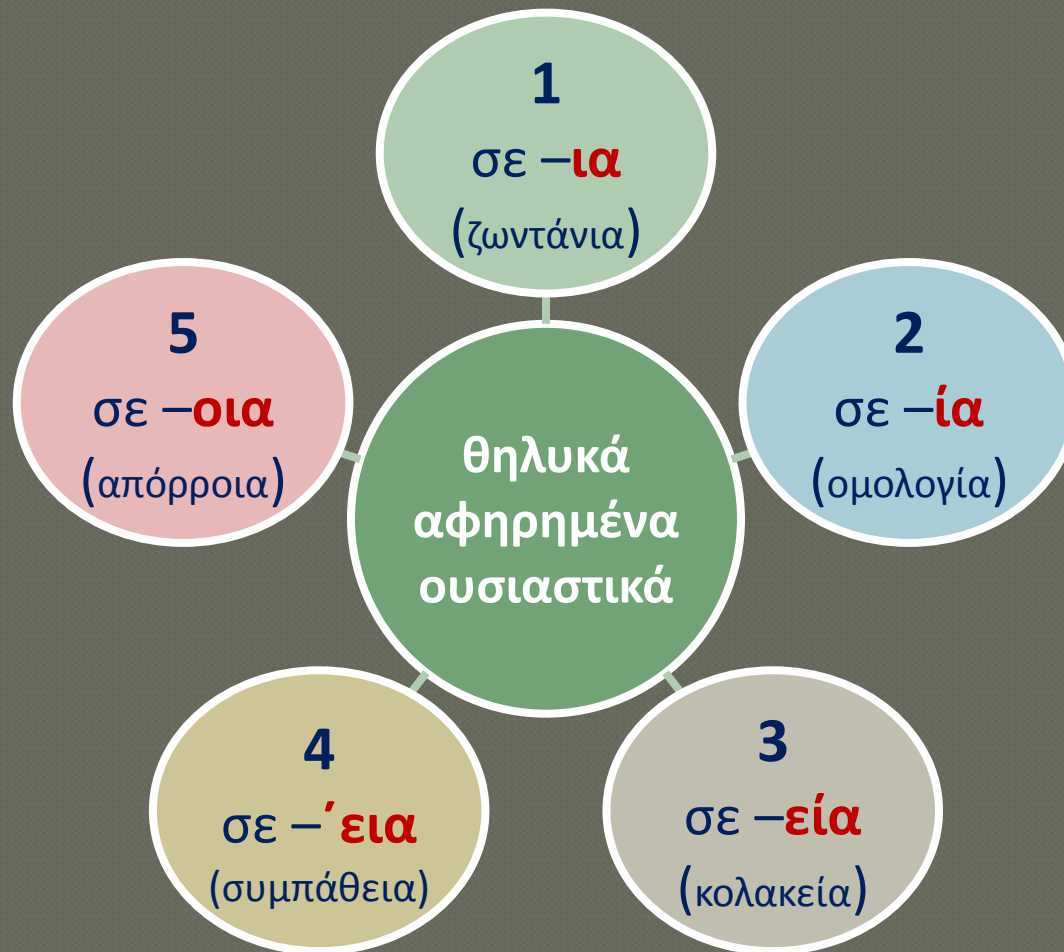 θηλυκά
αφηρημένα
ουσιαστικά
1
σε –ια
(ζωντάνια)
2
σε –ία
(ομολογία)
3
σε –εία
(κολακεία)
4
σε –΄εια
(συμπάθεια)
5
σε –οια
(απόρροια)